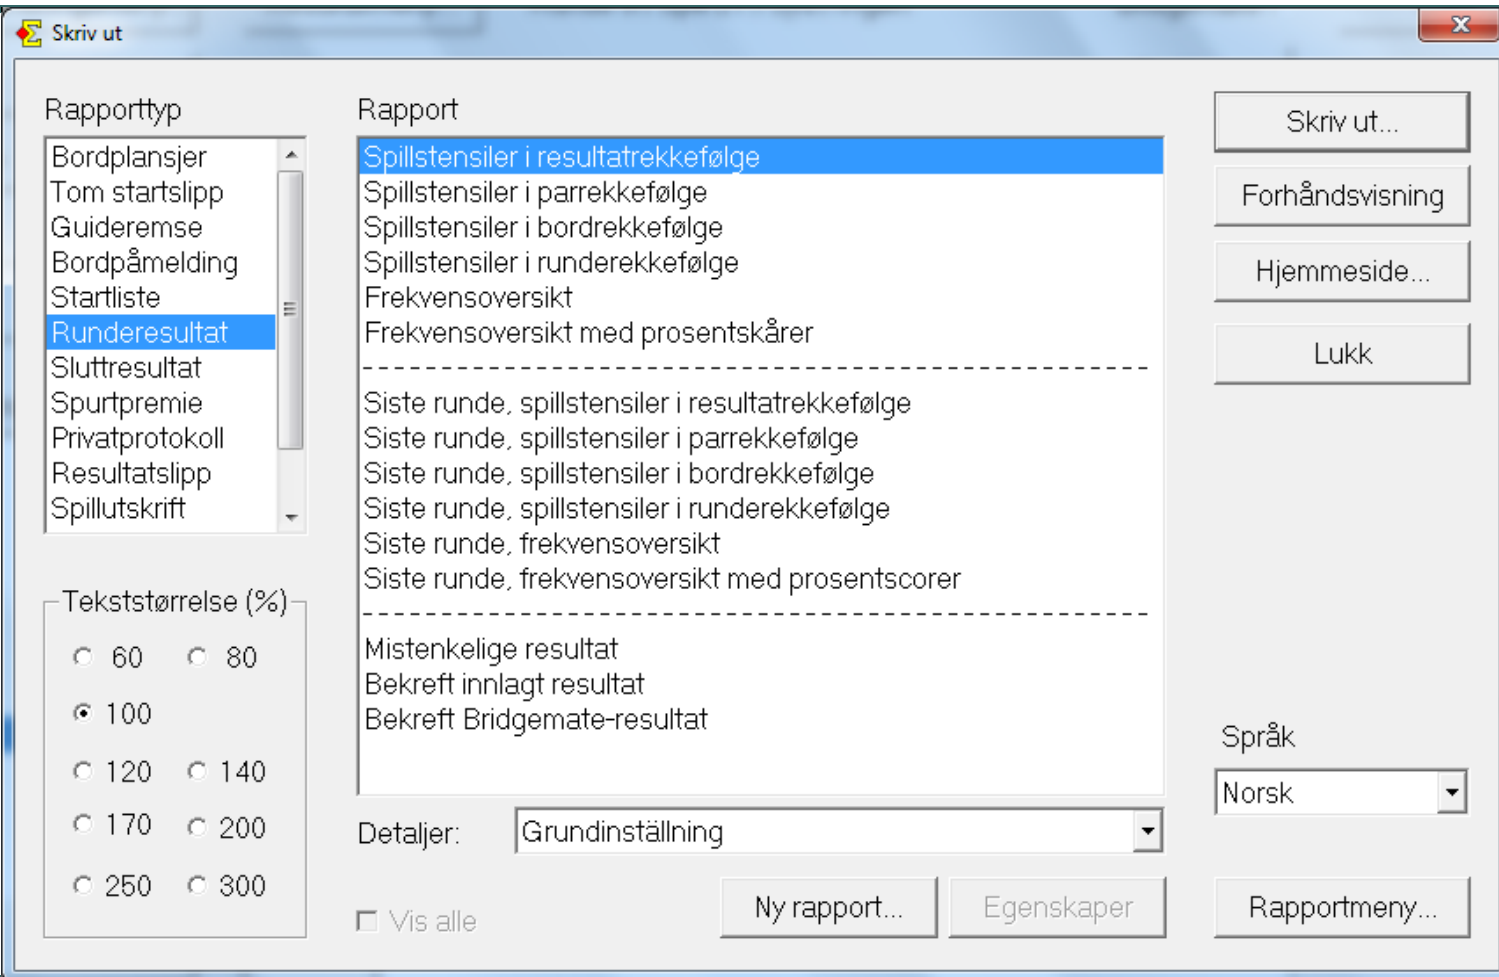 Skriv ut
Rapporttyp
Bordplansjer
Tom startslipp
Guideremse
Bordpåmelding
Startliste
Runderesultat
Sluttresultat
Spurtpremie
Privatprotokoll
Resultatslipp
Spillutskrift
Tekststørrelse (%)
60 80
100
120 140
170 200
250 300
Rapport
Spillstensiler i resultatrekkefølge
Spillstensiler i parrekkefølge
Spillstensiler i bordrekkefølge
Spillstensiler i runderekkefølge
Frekvensoversikt
Frekvensoversikt med prosentskårer
Siste runde, spillstensiler i resultatrekkefølge
Siste runde, spillstensiler i parrekkefølge
Siste runde, spillstensiler i bordrekkefølge
Siste runde, spillstensiler i runderekkefølge
Siste runde, frekvensoversikt
Siste runde, frekvensoversikt med prosentscorer
Mistenkelige resultat
Bekreft innlagt resultat
Bekreft Bridgemate-resultat
Detaljer: Grundinställning
Vis alle
Ny rapport...
Egenskaper
Skriv ut...
Forhåndsvisning
Hjemmeside...
Lukk
Språk
Norsk
Rapportmeny...